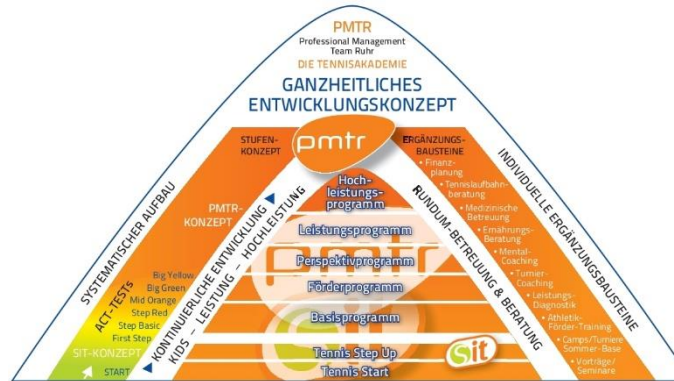 PMTR
Professional Management
Team Ruhr
DIE TENNISAKADEMIE
GANZHEITLICHES
ENTWICKLUNGSKONZEPT
SYSTEMATISCHER AUFBAU
STUFEN-
KONZEPT
PMTR-
KONZEPT
ACT-TESTS
Big Yellow
Big Green
Mid Orange
Step Red
Step Basic
First Step
SIT-KONZEPT
START
KONTINUIERLICHE ENTWICKLUNG
KIDS – LEISTUNG – HOCHLEISTUNG
pmtr
Hoch-
leistungs-
programm
Leistungsprogramm
pmtr
Perspektivprogramm
Förderprogramm
Basisprogramm
Tennis Step Up
Tennis Start
sit
RUNDUM-BETREUUNG & BERATUNG
ERGÄNZUNGS-
BAUSTEINE
• Finanz-
planung
• Tennislaufbahn-
beratung
• Medizinische
Betreuung
• Ernährungs-
Beratung
• Mental-
Coaching
• Turnier-
Coaching
• Leistungs-
Diagnostik
• Athletik-
Förder-Training
• Camps/Turniere
Sommer-Base
• Vorträge/
Seminare
INDIVIDUELLE ERGÄNZUNGSBAUSTEINE